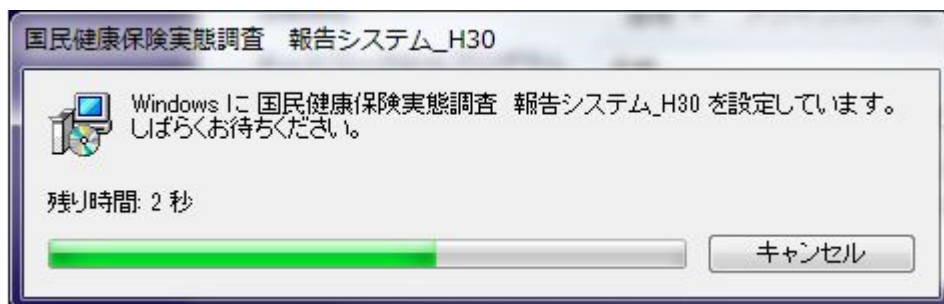 国民健康保険実態調査　報告システム_H30
Windows に 国民健康保険実態調査　報告システム_H30 を設定しています。
しばらくお待ちください。
残り時間: 2 秒
キャンセル